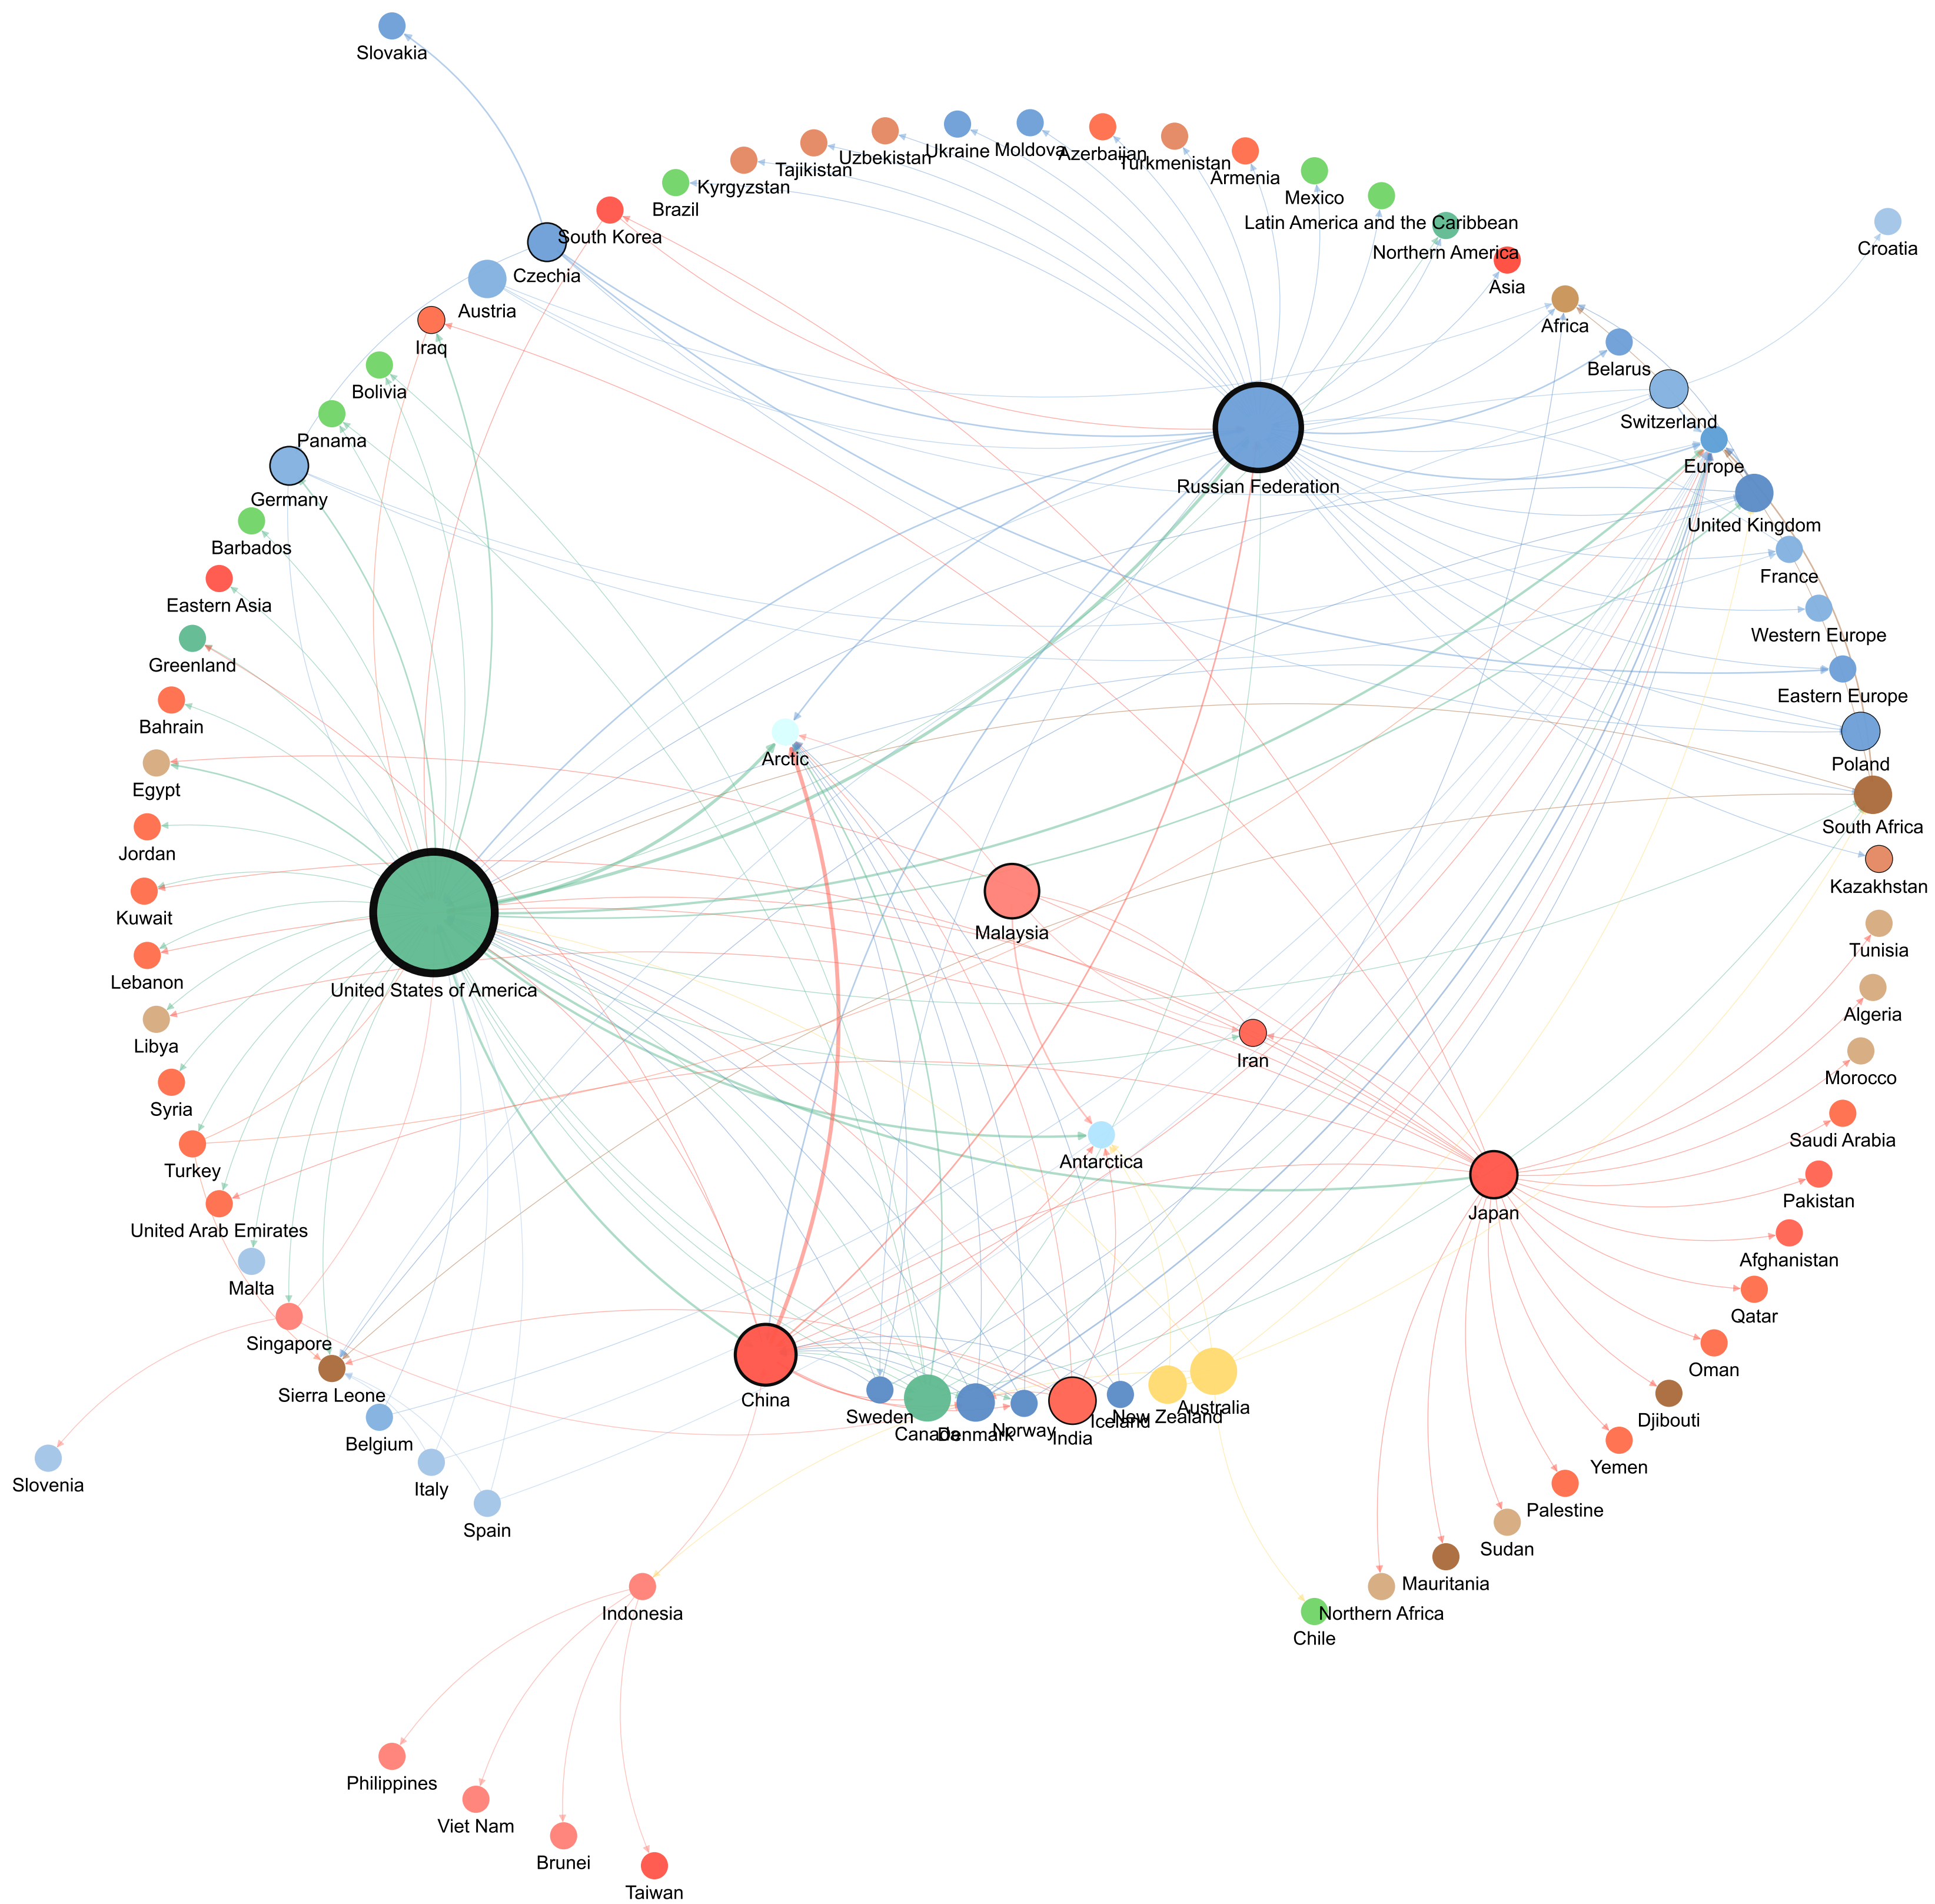 Slovakia
Ukraine
Moldova
Azerbaijan
Uzbekistan
Turkmenistan
Tajikistan
Armenia
Kyrgyzstan
Mexico
Brazil
Latin America and the Caribbean
South Korea
Croatia
Northern America
Czechia
Asia
Austria
Africa
Iraq
Belarus
Bolivia
Switzerland
Panama
Europe
Russian Federation
Germany
United Kingdom
Barbados
France
Eastern Asia
Western Europe
Greenland
Eastern Europe
Bahrain
Arctic
Poland
Egypt
South Africa
Jordan
Kazakhstan
Kuwait
Malaysia
Tunisia
Lebanon
United States of America
Algeria
Libya
Iran
Morocco
Syria
Saudi Arabia
Antarctica
Turkey
Pakistan
Japan
United Arab Emirates
Afghanistan
Malta
Qatar
Singapore
Oman
Sierra Leone
China
Sweden
Canada
Denmark
Norway
India
Iceland
New Zealand
Australia
Djibouti
Belgium
Yemen
Slovenia
Italy
Palestine
Spain
Sudan
Mauritania
Indonesia
Northern Africa
Chile
Philippines
Viet Nam
Brunei
Taiwan